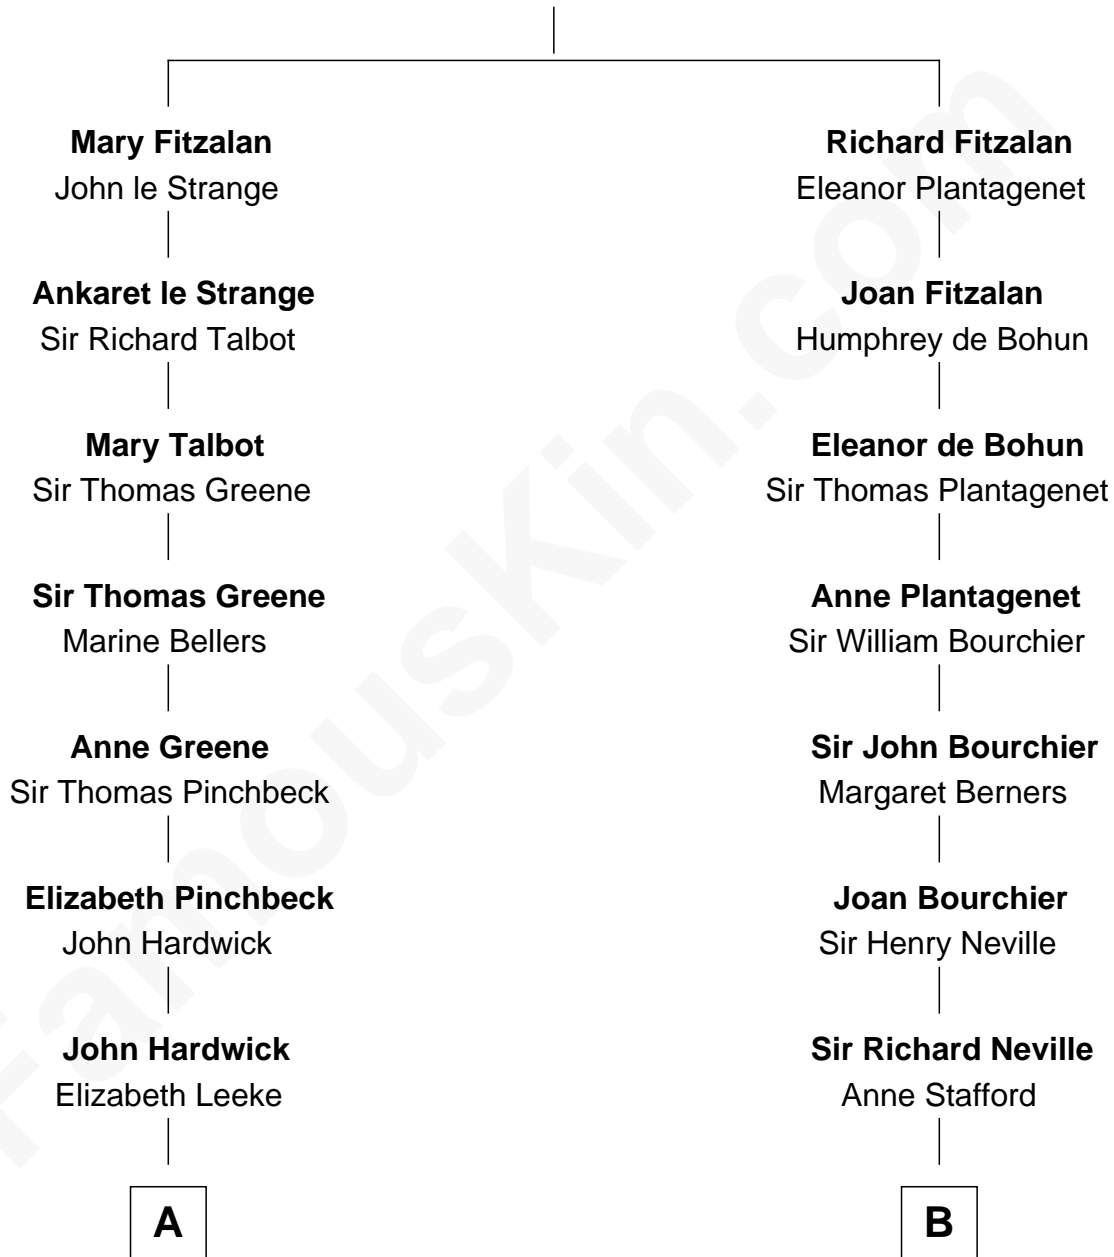 Mary Fitzalan
John le Strange
Ankaret le Strange
Sir Richard Talbot
Mary Talbot
Sir Thomas Greene
Sir Thomas Greene
Marine Bellers
Anne Greene
Sir Thomas Pinchbeck
Elizabeth Pinchbeck
John Hardwick
John Hardwick
Elizabeth Leeke
A
Richard Fitzalan
Eleanor Plantagenet
Joan Fitzalan
Humphrey de Bohun
Eleanor de Bohun
Sir Thomas Plantagenet
Anne Plantagenet
Sir William Bourchier
Sir John Bourchier
Margaret Berners
Joan Bourchier
Sir Henry Neville
Sir Richard Neville
Anne Stafford
B
FamousKin.com